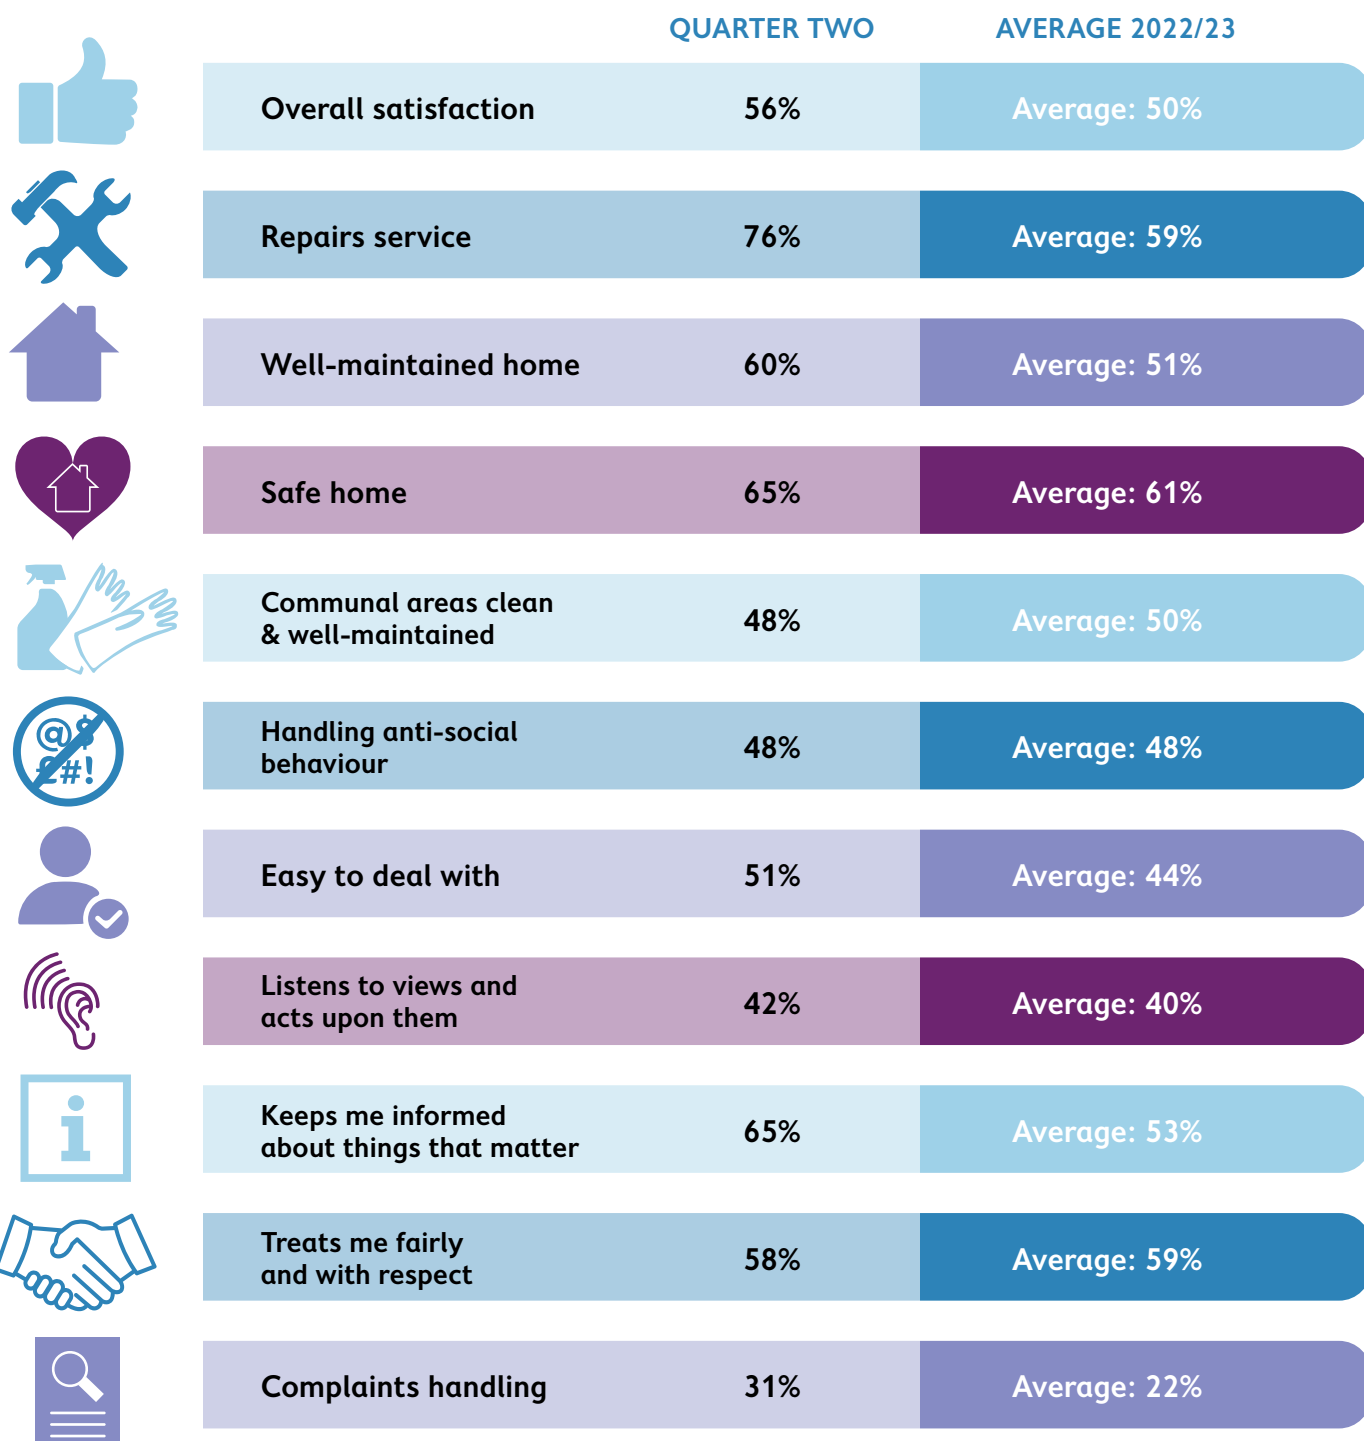 QUARTER TWO AVERAGE 2022/23
Overall satisfaction 56% Average: 50%
Repairs service 76% Average: 59%
Well-maintained home 60% Average: 51%
Safe home 65% Average: 61%
Communal areas clean
& well-maintained 48% Average: 50%
@$
£#!
Handling anti-social
behaviour 48% Average: 48%
Easy to deal with 51% Average: 44%
Listens to views and
acts upon them 42% Average: 40%
i
Keeps me informed
about things that matter 65% Average: 53%
Treats me fairly
and with respect 58% Average: 59%
Complaints handling 31% Average: 22%